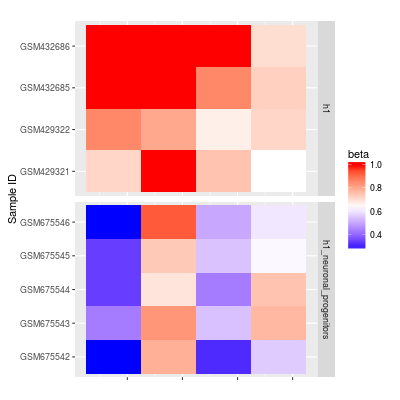 GSM432686
GSM432685
GSM429322
GSM429321
h1
GSM675546
GSM675545
GSM675544
GSM675543
GSM675542
h1_neuronal_progenitors
Sample ID
beta
1.0
0.8
0.6
0.4